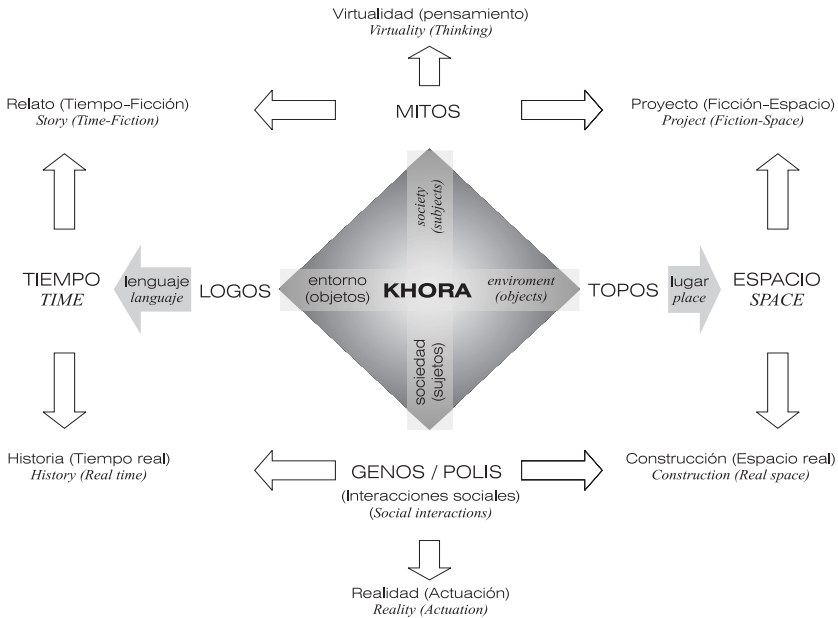 Virtualidad (pensamiento)
Virtuality (Thinking)
Relato (Tiempo-Ficción)
Story (Time-Fiction)
MITOS
Proyecto (Ficción-Espacio)
Project (Fiction-Space)
society
(subjects)
TIEMPO
TIME
lenguaje
languaje
LOGOS
entorno
(objetos)
KHORA
enviroment
(objects)
TOPOS
lugar
place
ESPACIO
SPACE
sociedad
(sujetos)
Historia (Tiempo real)
History (Real time)
GENOS / POLIS
(Interacciones sociales)
(Social interactions)
Construcción (Espacio real)
Construction (Real space)
Realidad (Actuación)
Reality (Actuation)